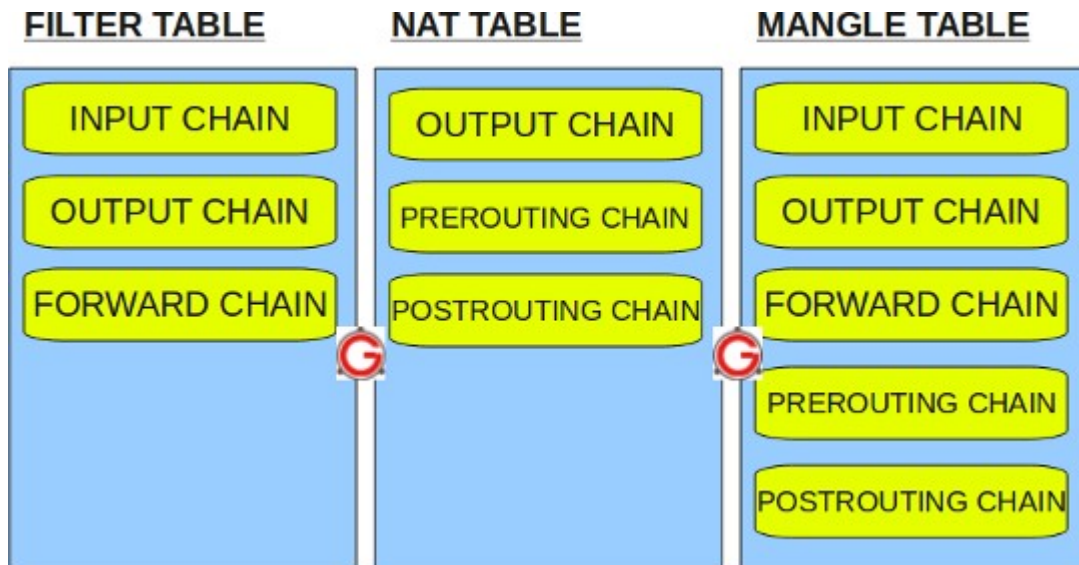 FILTER TABLE
INPUT CHAIN
OUTPUT CHAIN
FORWARD CHAIN
NAT TABLE
OUTPUT CHAIN
PREROUTING CHAIN
POSTROUTING CHAIN
MANGLE TABLE
INPUT CHAIN
OUTPUT CHAIN
FORWARD CHAIN
PREROUTING CHAIN
POSTROUTING CHAIN
G
G